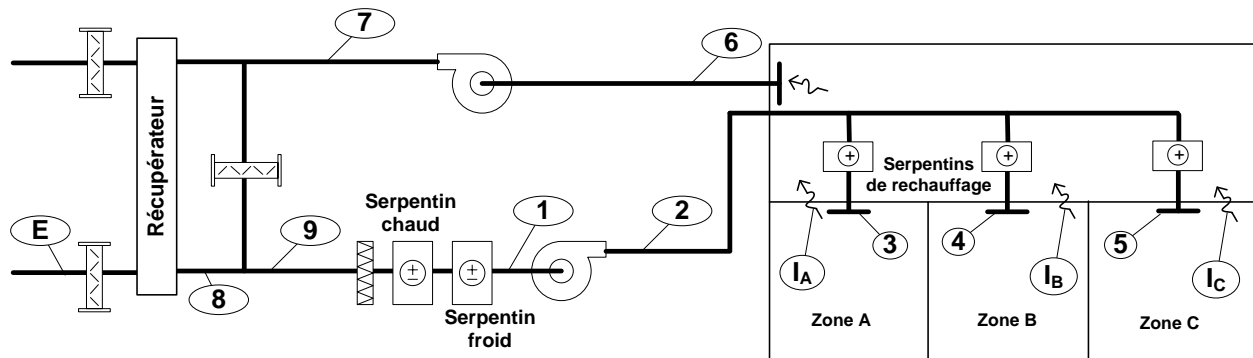 7
6
Récupérateur
Serpentins
de rechauffage
Serpentin
chaud
E
9
1
2
3
4
5
8
I_A
I_B
I_C
Serpentin
froid
Zone A
Zone B
Zone C